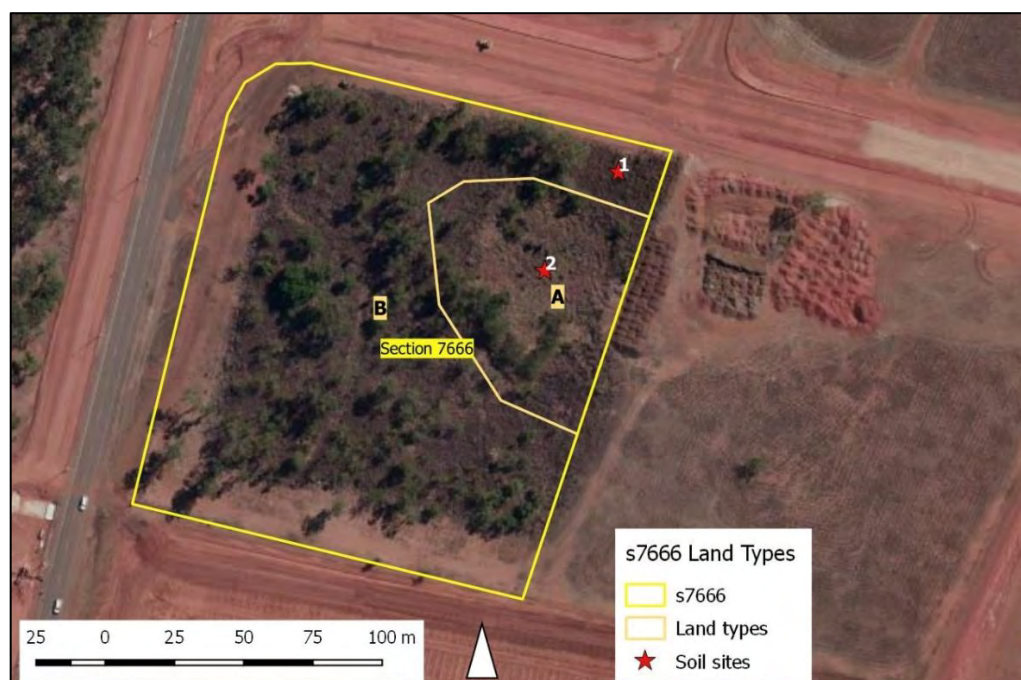 1
2
A
B
Section 7666
s7666 Land Types
s7666
Land types
Soil sites
25 0 25 50 75 100 m